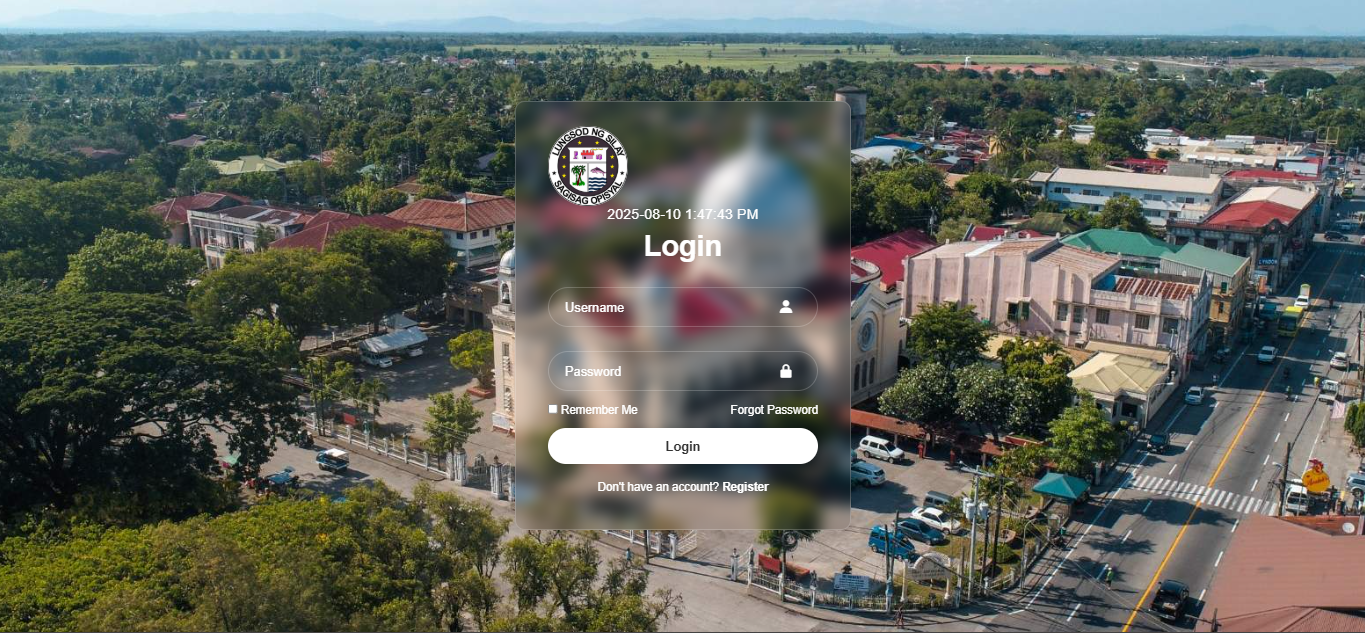 LUNGSOD NG SILAY
SAGISAG OPISYAL
2025-08-10 1:47:43 PM
Login
Username
Password
Remember Me
Forgot Password
Login
Don't have an account? Register